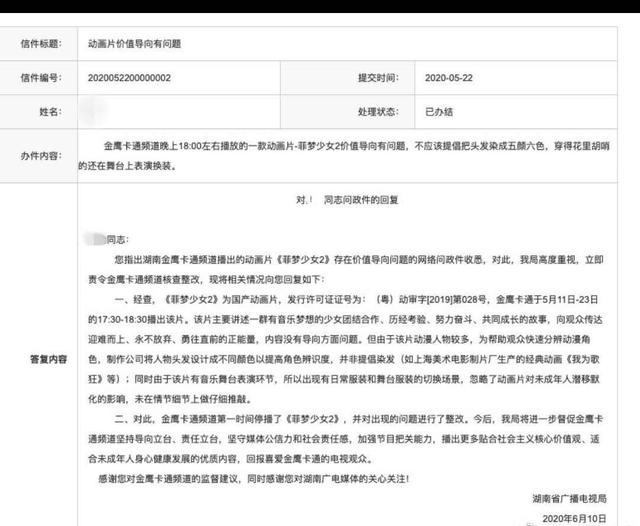 信件标题： 动画片价值导向有问题
信件编号： 2020052200000002 提交时间： 2020-05-22
姓名： 处理状态： 已办结
办件内容：
金鹰卡通频道晚上18:00左右播放的一款动画片-菲梦少女2价值导向有问题，不应该提倡把头发染成五颜六色，穿得花里胡哨
的还在舞台上表演换装。
对 同志问政件的回复
同志：
您指出湖南金鹰卡通频道播出的动画片《菲梦少女2》存在价值导向问题的网络问政件收悉，对此，我局高度重视，立即
责令金鹰卡通频道核查整改，现将相关情况向您回复如下：
一、经查，《菲梦少女2》为国产动画片，发行许可证证号为：（粤）动审字[2019]第028号，金鹰卡通于5月11日-23日
的17:30-18:30播出该片。该片主要讲述一群有音乐梦想的少女团结合作、历经考验、努力奋斗、共同成长的故事，向观众传达
迎难而上、永不放弃、勇往直前的正能量，内容没有导向方面问题。但由于该片动漫人物较多，为帮助观众快速分辨动漫角
色，制作公司将人物头发设计成不同颜色以提高角色辨识度，并非提倡染发（如上海美术电影制片厂生产的经典动画《我为歌
狂》等）；同时由于该片有音乐舞台表演环节，所以出现有日常服装和舞台服装的切换场景，忽略了动画片对未成年人潜移默
化的影响，未在情节细节上做仔细推敲。
二、对此，金鹰卡通频道第一时间停播了《菲梦少女2》，并对出现的问题进行了整改。今后，我局将进一步督促金鹰卡
通频道坚持导向立台、责任立台，坚守媒体公信力和社会责任感，加强节目把关能力，播出更多贴合社会主义核心价值观、适
合未成年人身心健康发展的优质内容，回报喜爱金鹰卡通的电视观众。
感谢您对金鹰卡通频道的监督建议，同时感谢您对湖南广电媒体的关心关注！
答复内容
湖南省广播电视局
2020年6月10日